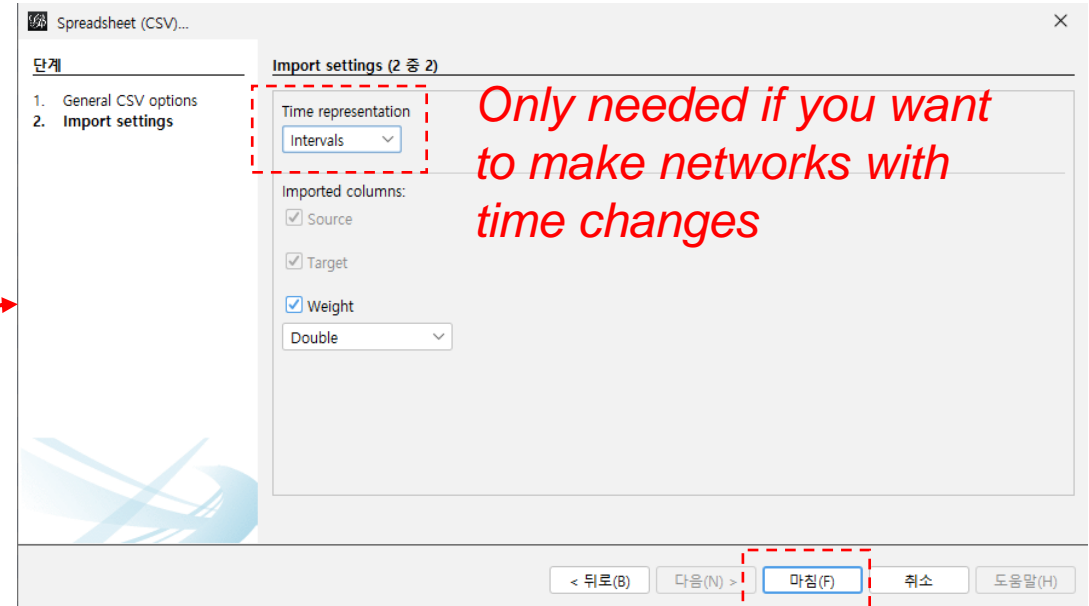 Spreadsheet (CSV)...
단계
1. General CSV options
2. Import settings
Import settings (2 중 2)
Time representation
Intervals
Only needed if you want
to make networks with
time changes
Imported columns:
Source
Target
Weight
Double
< 뒤로(B)
다음(N) >
마침(F)
취소
도움말(H)